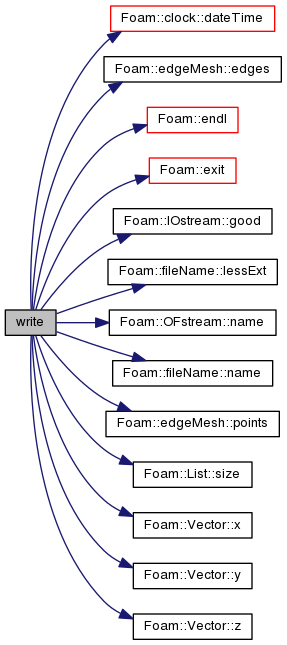 Foam::clock::dateTime
Foam::edgeMesh::edges
Foam::endl
Foam::exit
Foam::IOstream::good
Foam::fileName::lessExt
write
Foam::OFstream::name
Foam::fileName::name
Foam::edgeMesh::points
Foam::List::size
Foam::Vector::x
Foam::Vector::y
Foam::Vector::z